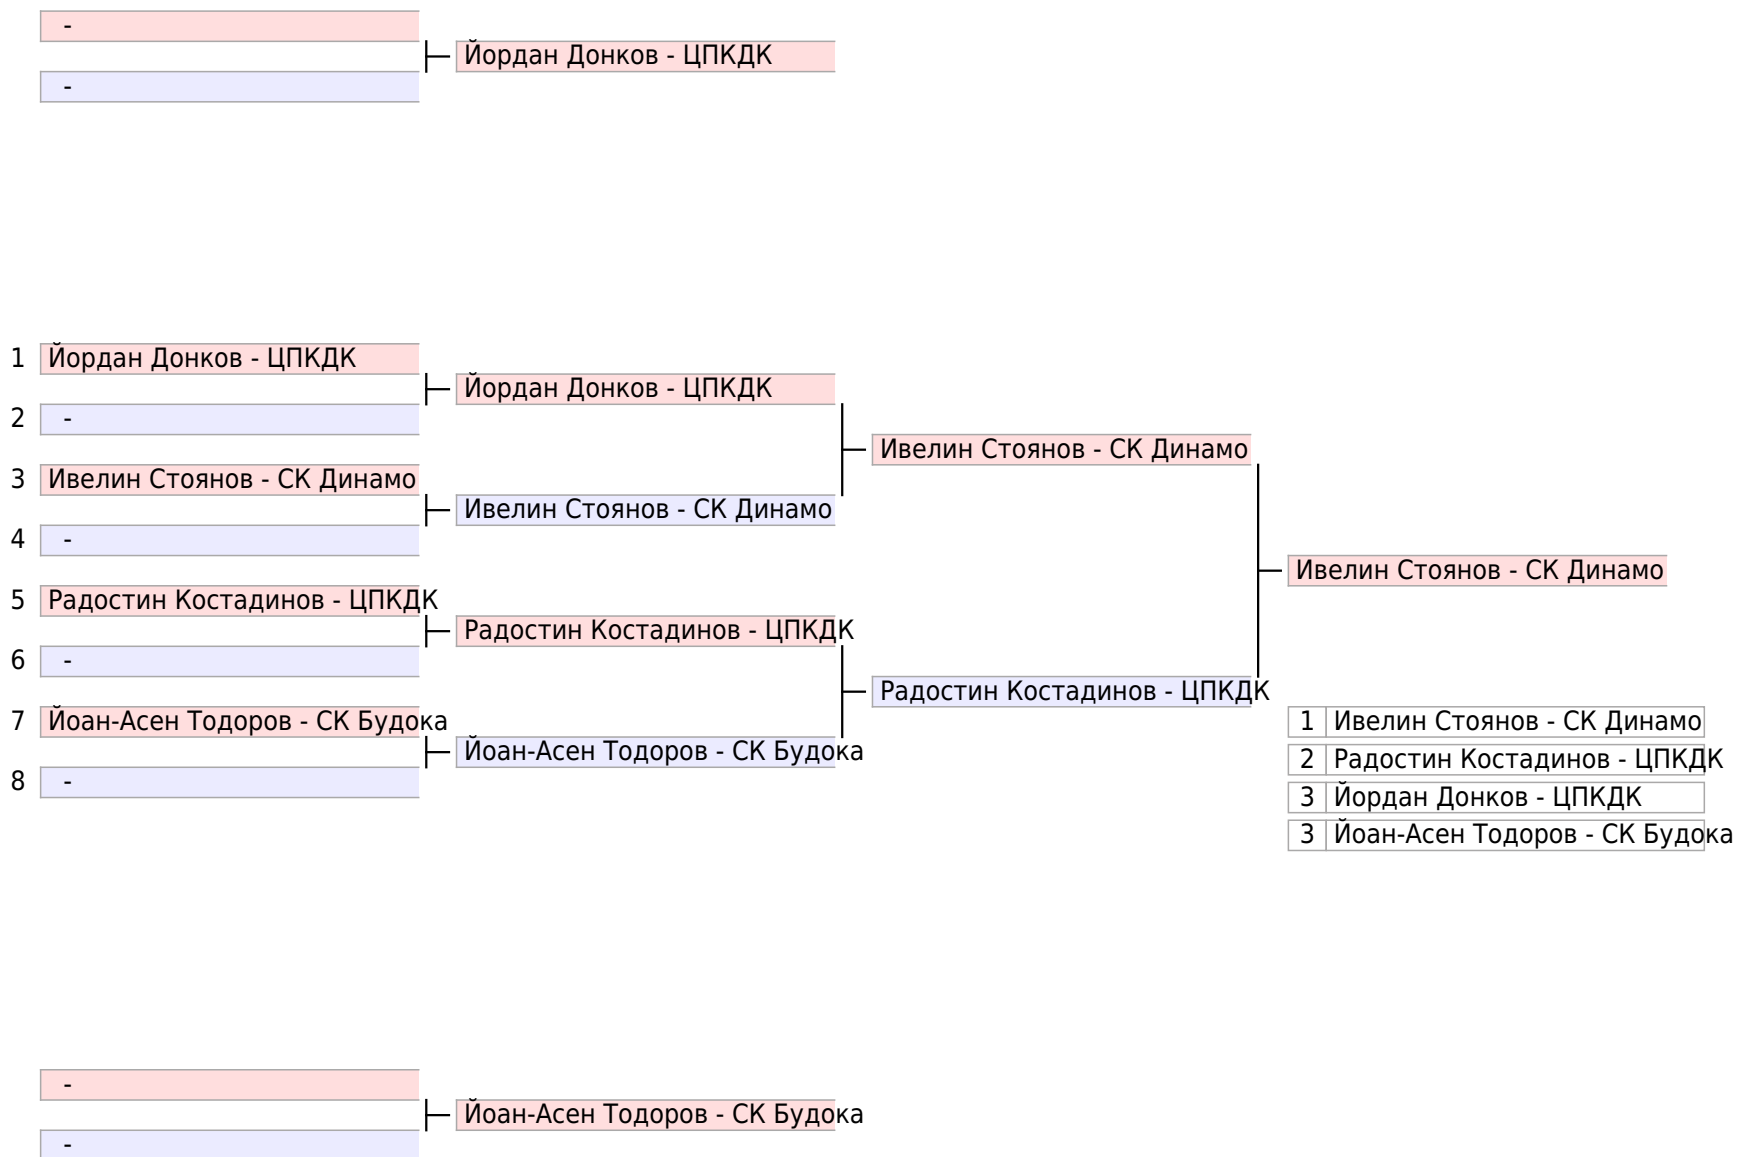 -
Йордан Донков - ЦПКДК
-
1 Йордан Донков - ЦПКДК
Йордан Донков - ЦПКДК
2 -
Ивелин Стоянов - СК Динамо
3 Ивелин Стоянов - СК Динамо
Ивелин Стоянов - СК Динамо
4 -
Ивелин Стоянов - СК Динамо
5 Радостин Костадинов - ЦПКДК
Радостин Костадинов - ЦПКДК
6 -
Радостин Костадинов - ЦПКДК
7 Йоан-Асен Тодоров - СК Будока
1 Ивелин Стоянов - СК Динамо
Йоан-Асен Тодоров - СК Будока
2 Радостин Костадинов - ЦПКДК
8 -
3 Йордан Донков - ЦПКДК
3 Йоан-Асен Тодоров - СК Будока
-
Йоан-Асен Тодоров - СК Будока
-